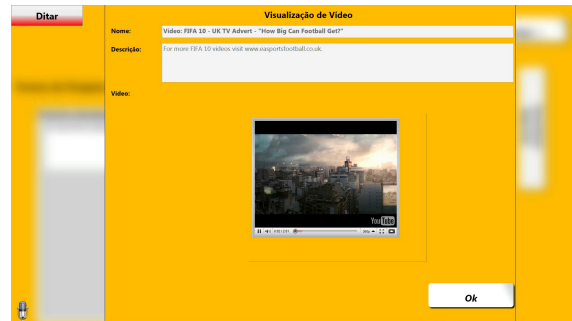 Ditar
Visualização de Vídeo
Nome:
Video: FIFA 10 - UK TV Advert - "How Big Can Football Get?"
Descrição:
For more FIFA 10 videos visit www.easportsfootball.co.uk.
Vídeo:
YouTube
Ok